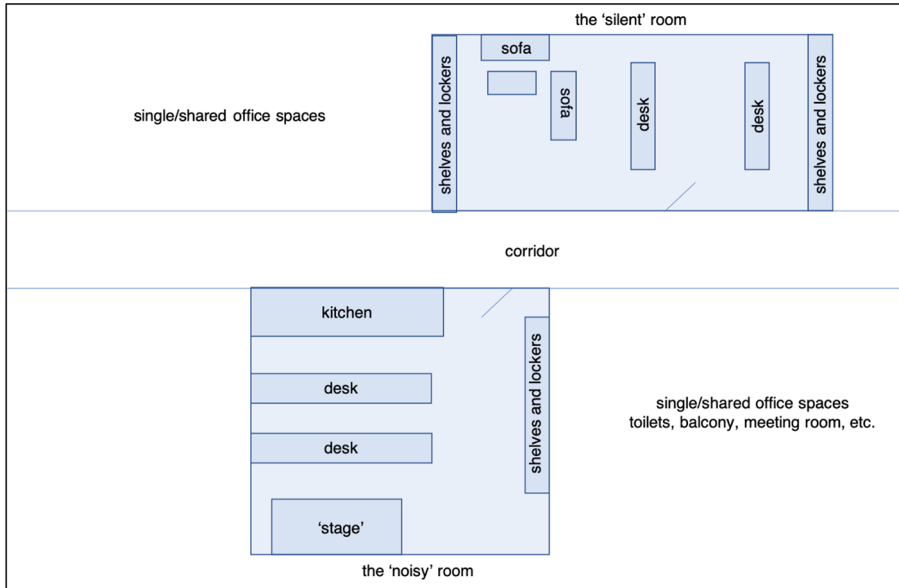 the ‘silent’ room
sofa
sofa
desk
desk
shelves and lockers
shelves and lockers
single/shared office spaces
corridor
kitchen
desk
desk
shelves and lockers
‘stage’
the ‘noisy’ room
single/shared office spaces
toilets, balcony, meeting room, etc.